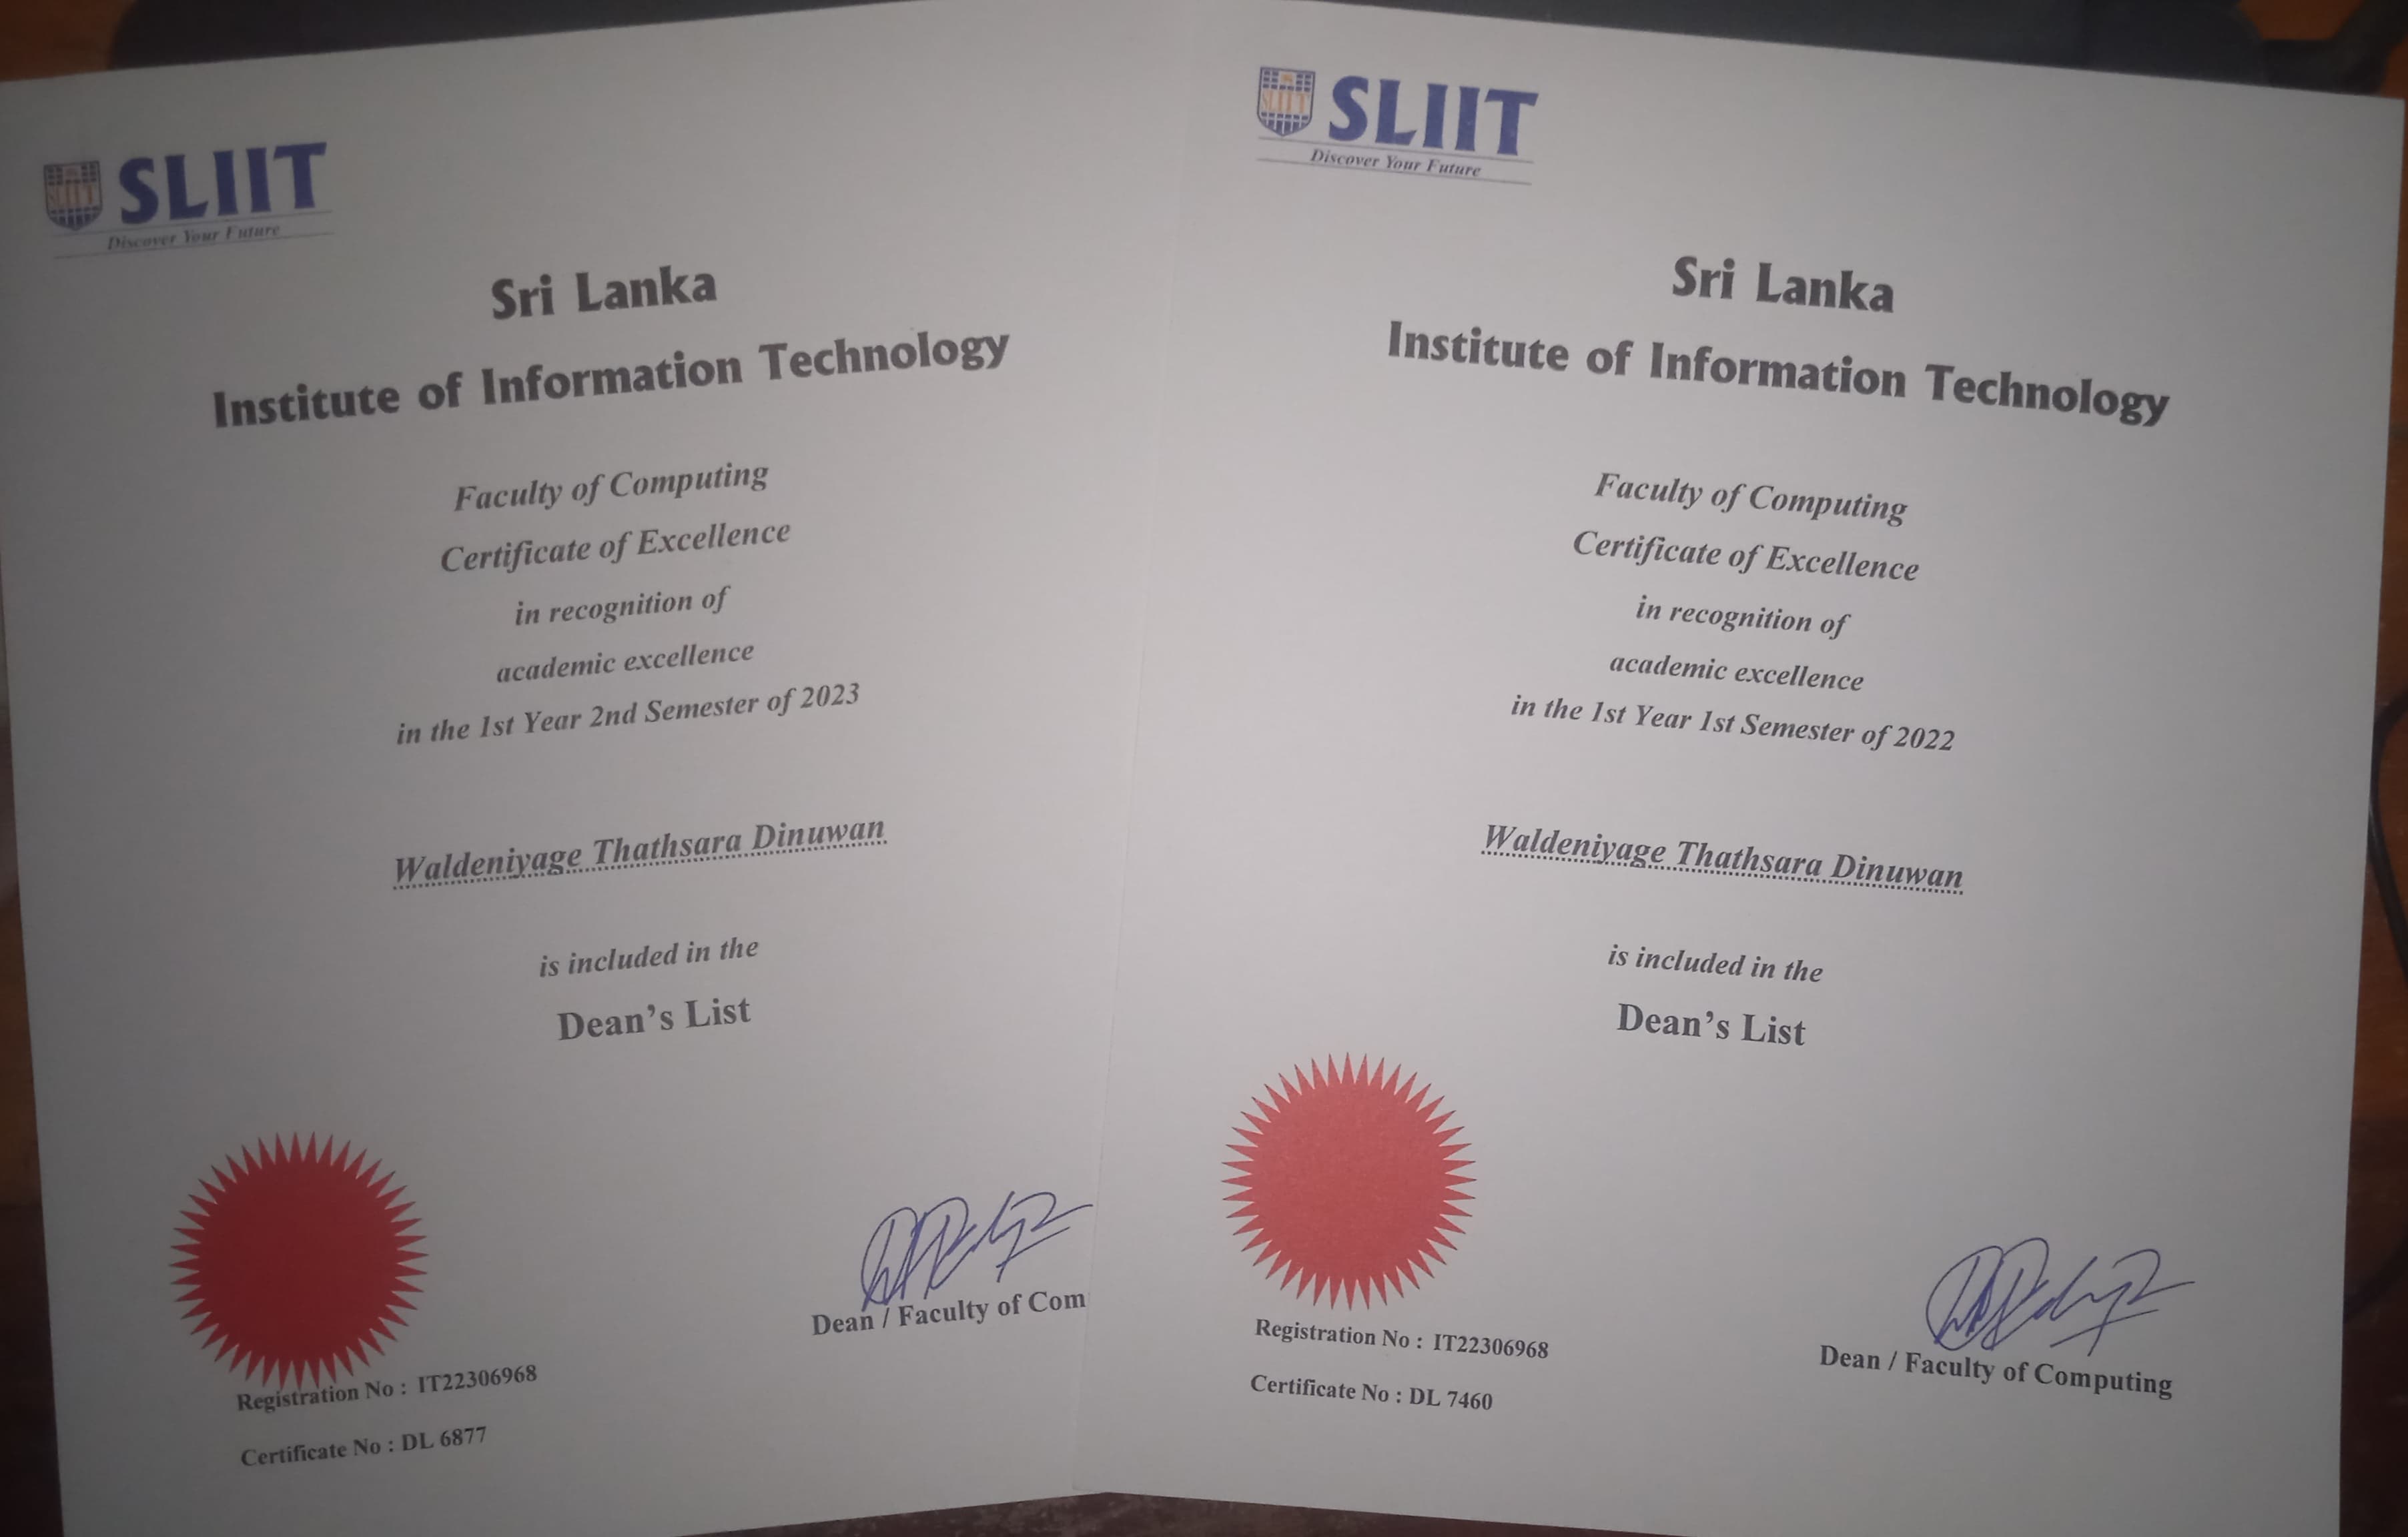 SLIIT
SLIIT
Discover Your Future
Sri Lanka
Institute of Information Technology
Faculty of Computing
Certificate of Excellence
in recognition of
academic excellence
in the 1st Year 2nd Semester of 2023
Waldeniyage Thathsara Dinuwan
is included in the
Dean's List
Dean / Faculty of Com
Registration No : IT22306968
Certificate No : DL 6877
SLIIT
SLIIT
Discover Your Future
Sri Lanka
Institute of Information Technology
Faculty of Computing
Certificate of Excellence
in recognition of
academic excellence
in the 1st Year 1st Semester of 2022
Waldeniyage Thathsara Dinuwan
is included in the
Dean's List
Registration No : IT22306968
Dean / Faculty of Computing
Certificate No : DL 7460